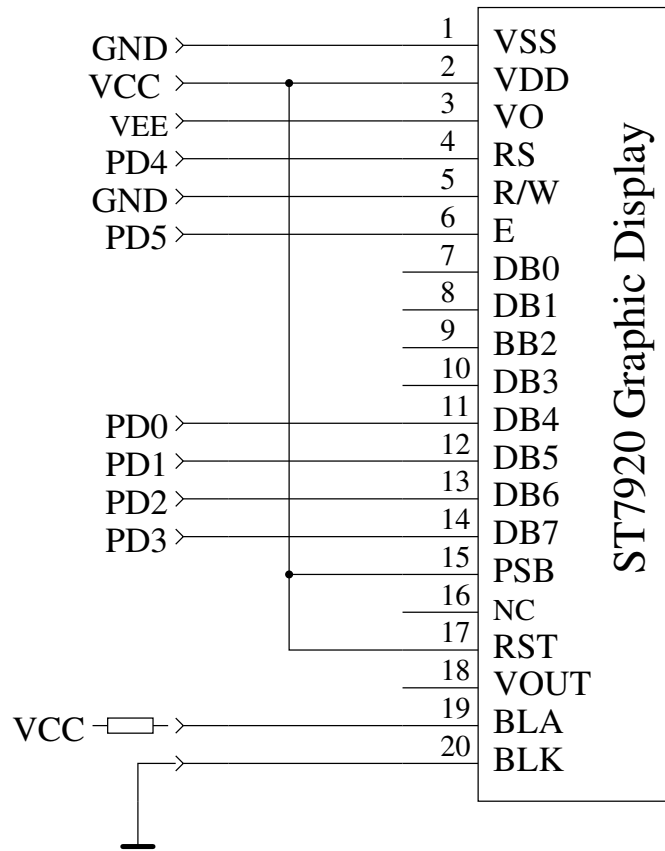 GND 1 VSS
VCC 2 VDD
VEE 3 VO
PD4 4 RS
GND 5 R/W
PD5 6 E
7 DB0
8 DB1
9 BB2
10 DB3
PD0 11 DB4
PD1 12 DB5
PD2 13 DB6
PD3 14 DB7
15 PSB
16 NC
17 RST
18 VOUT
VCC 19 BLA
20 BLK
ST7920 Graphic Display